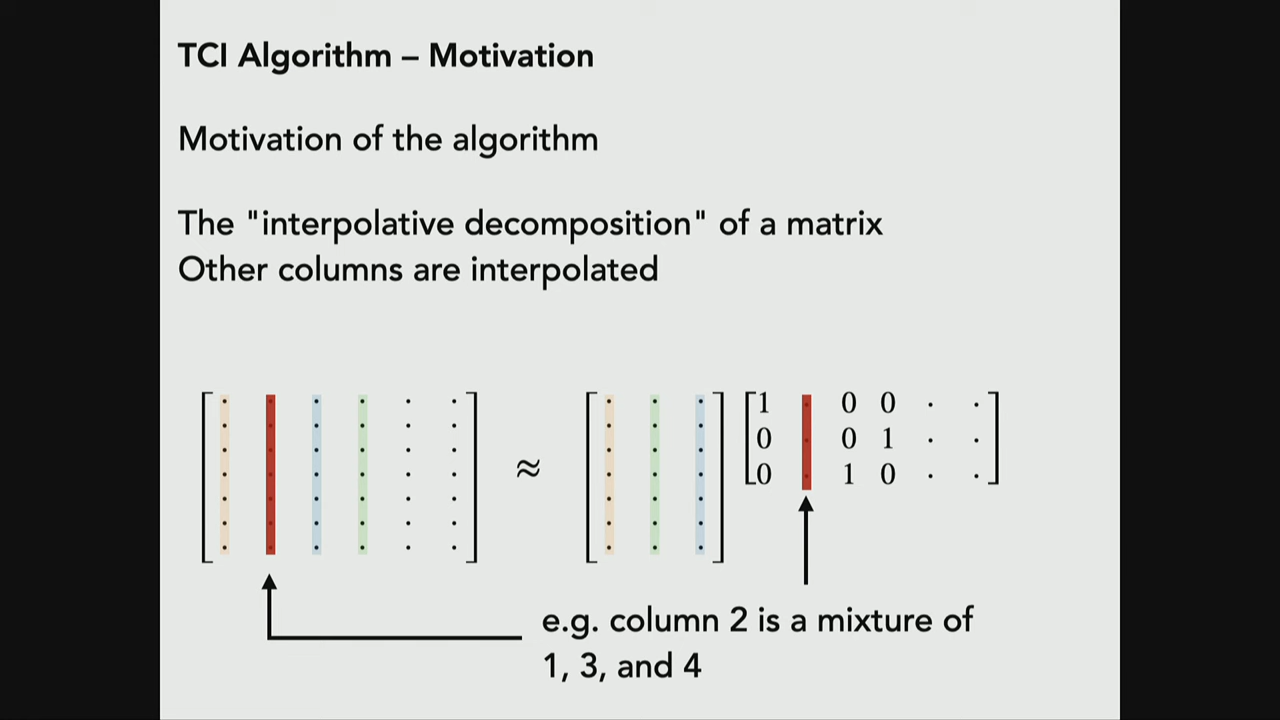 TCI Algorithm – Motivation
Motivation of the algorithm
The "interpolative decomposition" of a matrix
Other columns are interpolated
≈
1 0 0
0 0 1
0 1 0
e.g. column 2 is a mixture of
1, 3, and 4